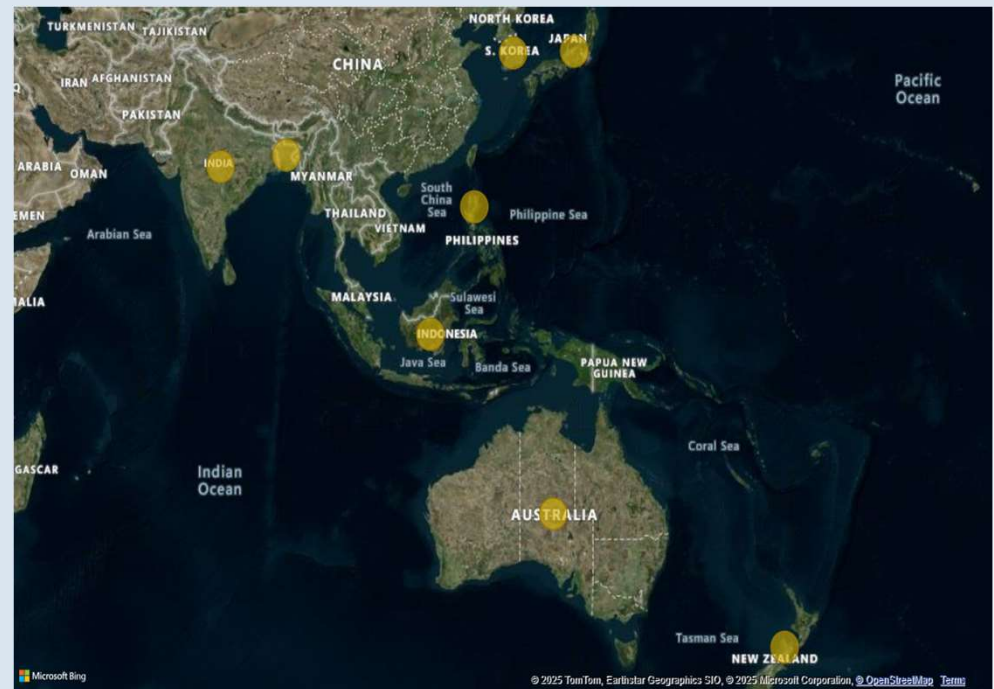 NORTH KOREA
TURKMENISTAN
TAJIKISTAN
JAPAN
S. KOREA
CHINA
IRAN
AFGHANISTAN
Pacific
Ocean
PAKISTAN
ARABIA
OMAN
INDIA
MYANMAR
EMEN
South
China
Sea
THAILAND
Philippine Sea
VIETNAM
Arabian Sea
PHILIPPINES
ALIA
MALAYSIA
Sulawesi
Sea
INDONESIA
Java Sea
Banda Sea
PAPUA NEW
GUINEA
Coral Sea
GASCAR
Indian
Ocean
AUSTRALIA
Tasman Sea
NEW ZEALAND
Microsoft Bing
© 2025 TomTom, Earthstar Geographics SIO, © 2025 Microsoft Corporation, © OpenStreetMap Terms